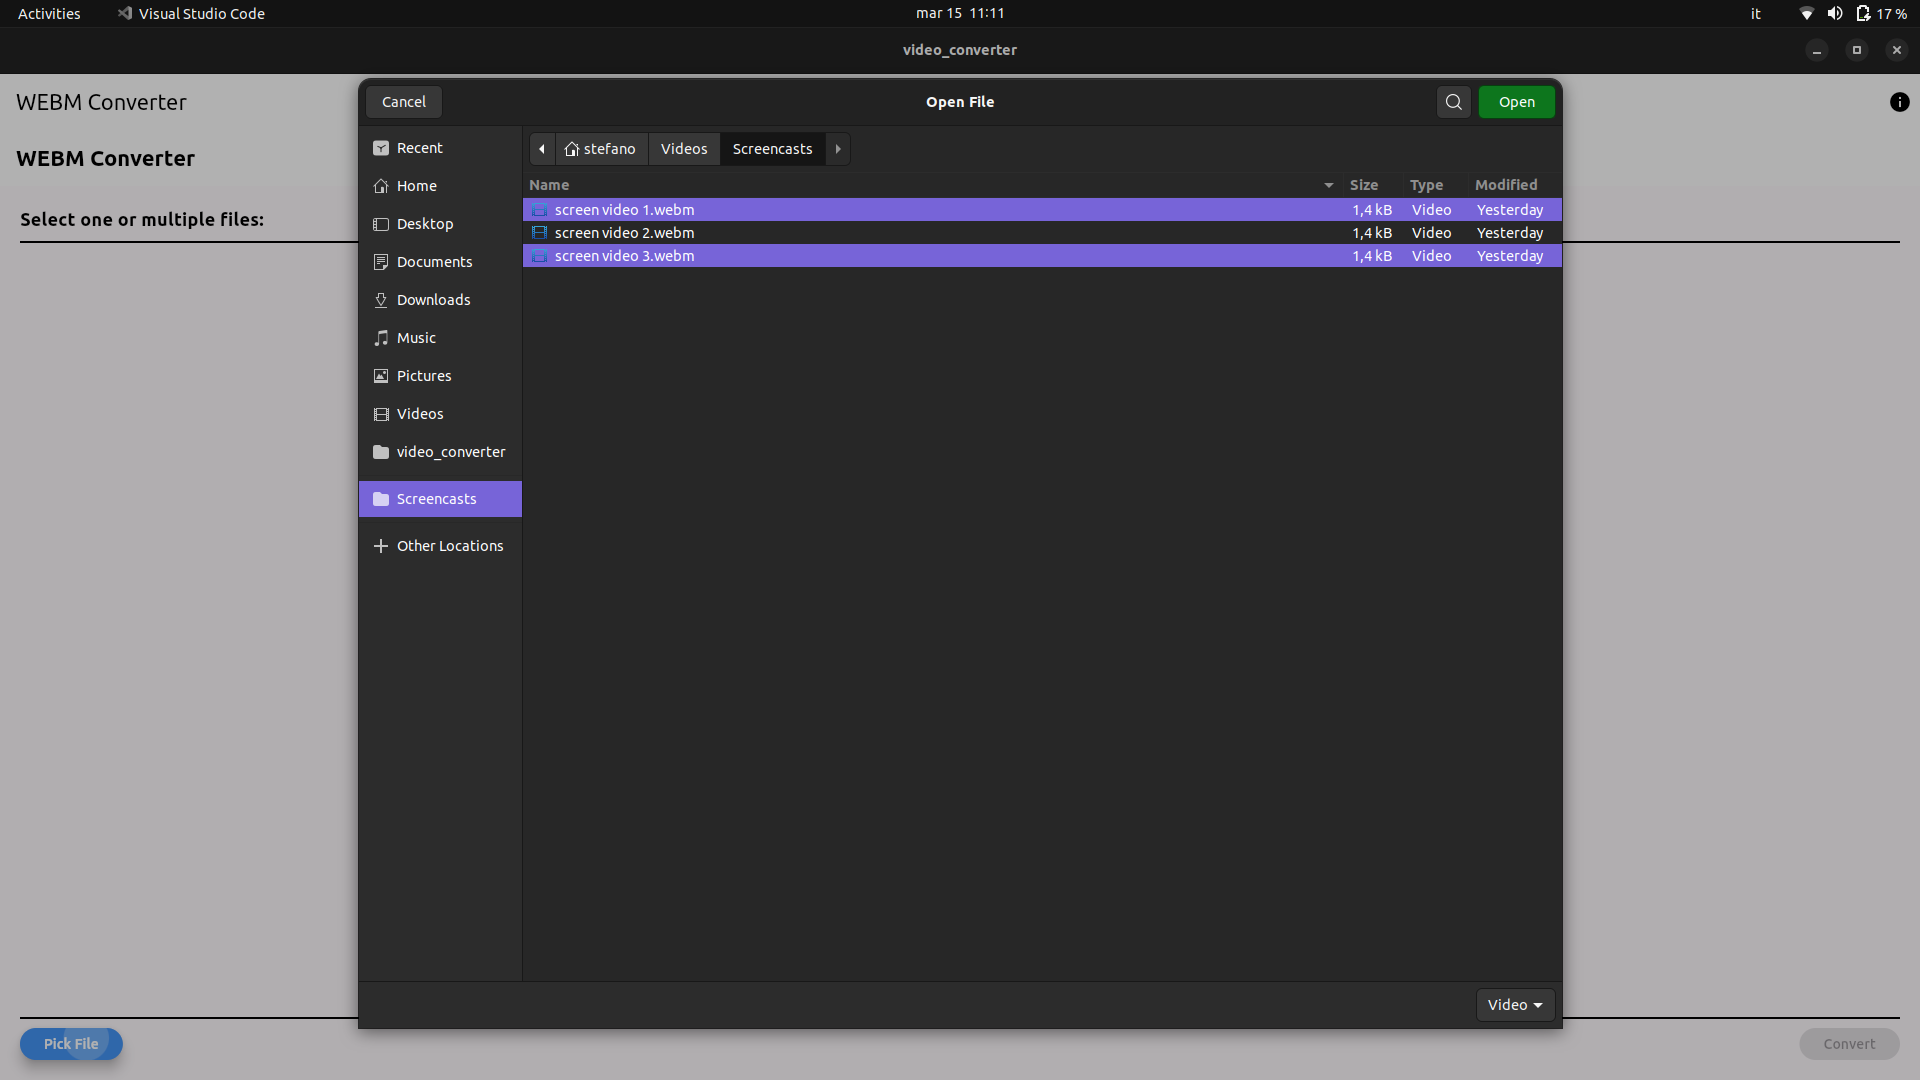 Activities Visual Studio Code mar 15 11:11 it 17 %
video_converter
WEBM Converter
WEBM Converter
Select one or multiple files:
Cancel Open File Open
Recent
Home
Desktop
Documents
Downloads
Music
Pictures
Videos
video_converter
Screencasts
Other Locations
stefano Videos Screencasts
Name Size Type Modified
screen video 1.webm 1,4 kB Video Yesterday
screen video 2.webm 1,4 kB Video Yesterday
screen video 3.webm 1,4 kB Video Yesterday
Video
Pick File Convert